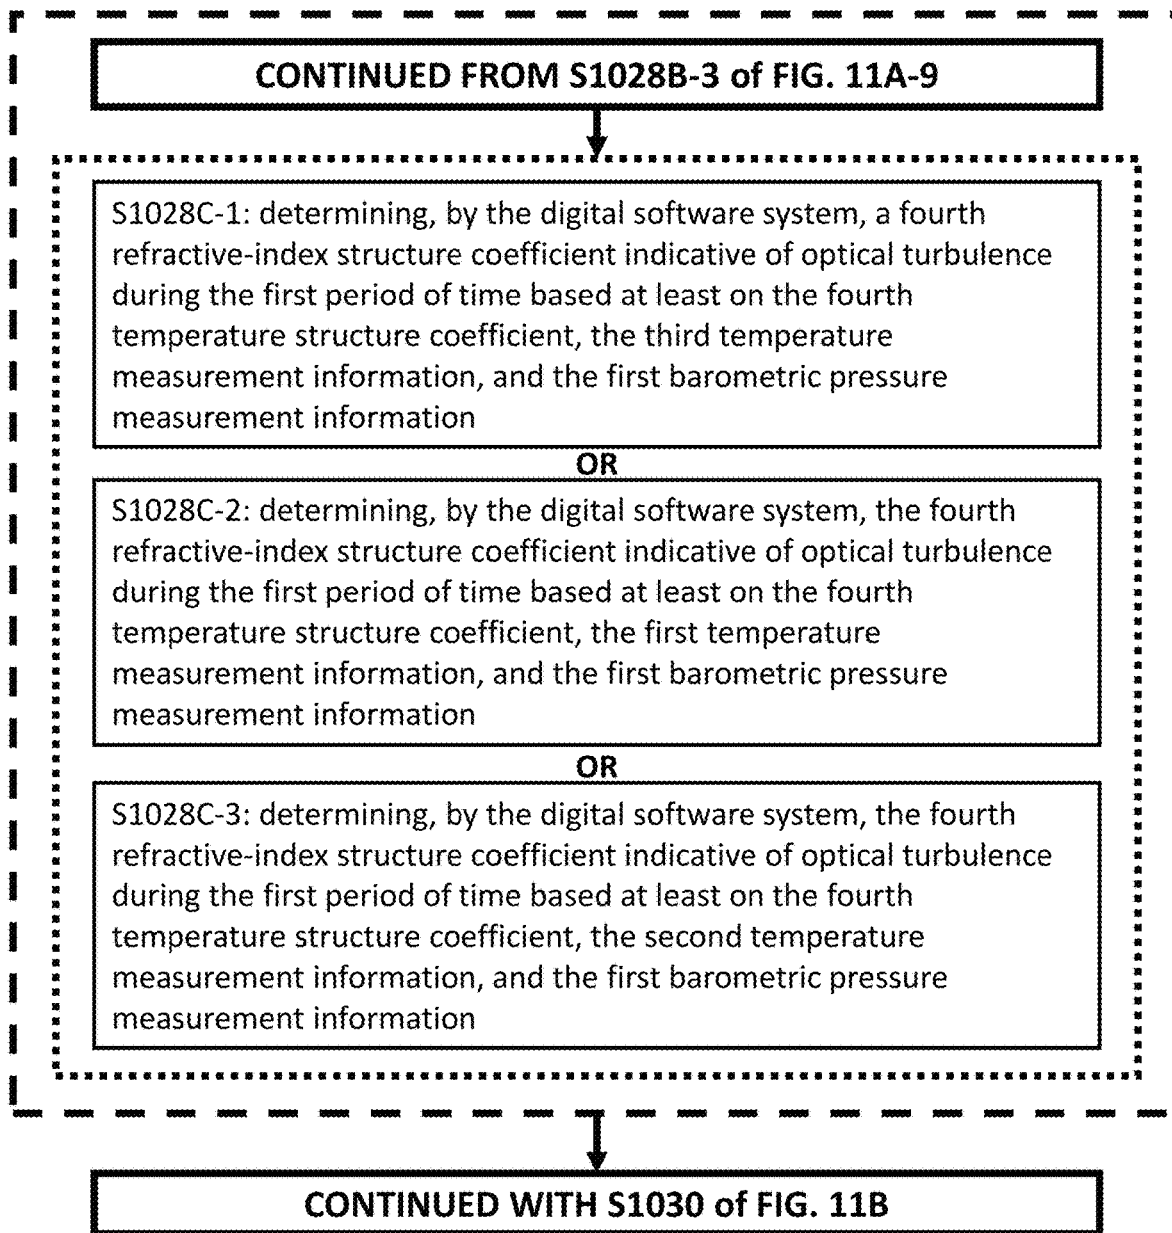 CONTINUED FROM S1028B-3 of FIG. 11A-9
S1028C-1: determining, by the digital software system, a fourth
refractive-index structure coefficient indicative of optical turbulence
during the first period of time based at least on the fourth
temperature structure coefficient, the third temperature
measurement information, and the first barometric pressure
measurement information
OR
S1028C-2: determining, by the digital software system, the fourth
refractive-index structure coefficient indicative of optical turbulence
during the first period of time based at least on the fourth
temperature structure coefficient, the first temperature
measurement information, and the first barometric pressure
measurement information
OR
S1028C-3: determining, by the digital software system, the fourth
refractive-index structure coefficient indicative of optical turbulence
during the first period of time based at least on the fourth
temperature structure coefficient, the second temperature
measurement information, and the first barometric pressure
measurement information
CONTINUED WITH S1030 of FIG. 11B